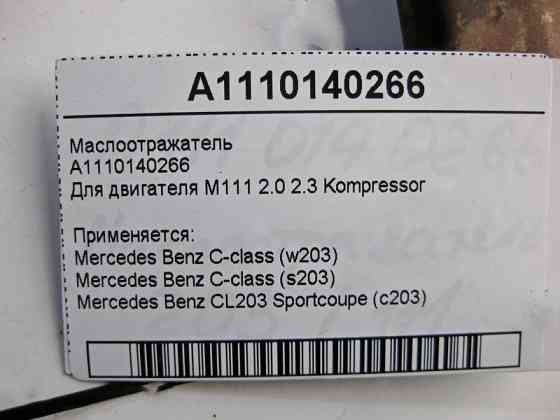 A1110140266
Маслоотражатель
A1110140266
Для двигателя M111 2.0 2.3 Kompressor
Применяется:
Mercedes Benz C-class (w203)
Mercedes Benz C-class (s203)
Mercedes Benz CL203 Sportcoupe (c203)